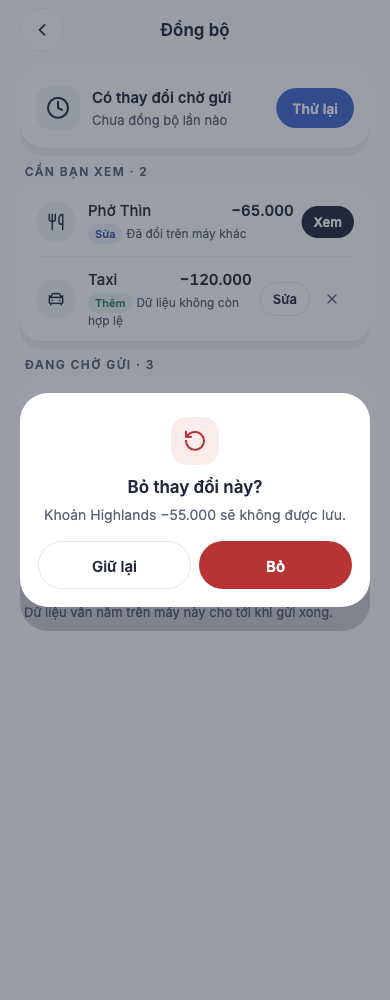 Đồng bộ
Có thay đổi chờ gửi
Chưa đồng bộ lần nào
Thử lại
CẦN BẠN XEM · 2
Phở Thìn
−65.000
Sửa Đã đổi trên máy khác
Xem
Taxi
−120.000
Thêm Dữ liệu không còn
hợp lệ
Sửa
ĐANG CHỜ GỬI · 3
Bỏ thay đổi này?
Khoản Highlands −55.000 sẽ không được lưu.
Giữ lại
Bỏ
Dữ liệu vẫn nằm trên máy này cho tới khi gửi xong.